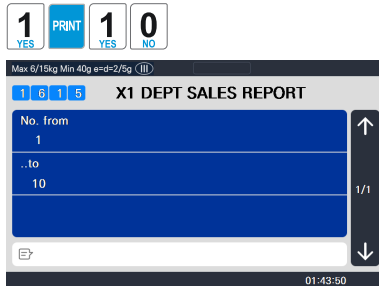 1 PRINT 1 0
YES YES NO
Max 6/15kg Min 40g e=d=2/5g III
1 6 1 5 X1 DEPT SALES REPORT
No. from
1
..to
10
1/1
01:43:50